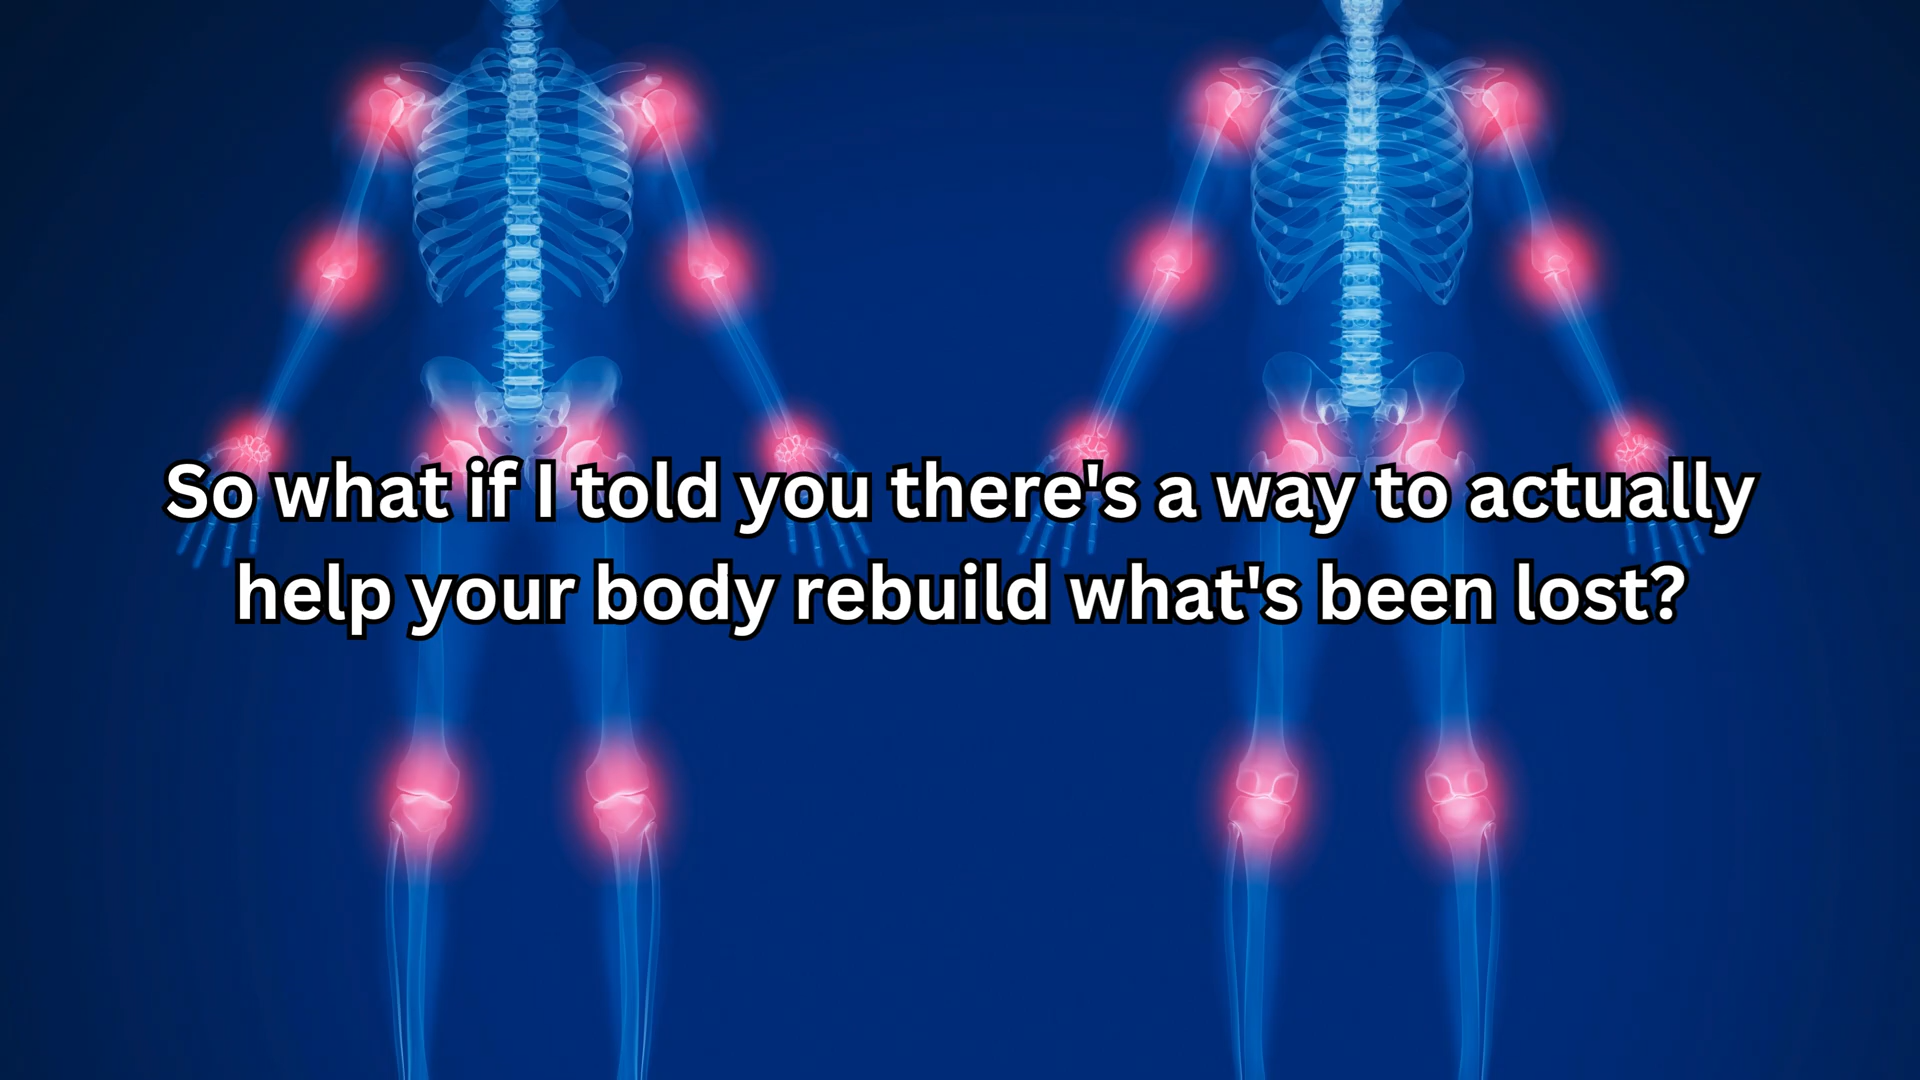 So what if I told you there's a way to actually
help your body rebuild what's been lost?